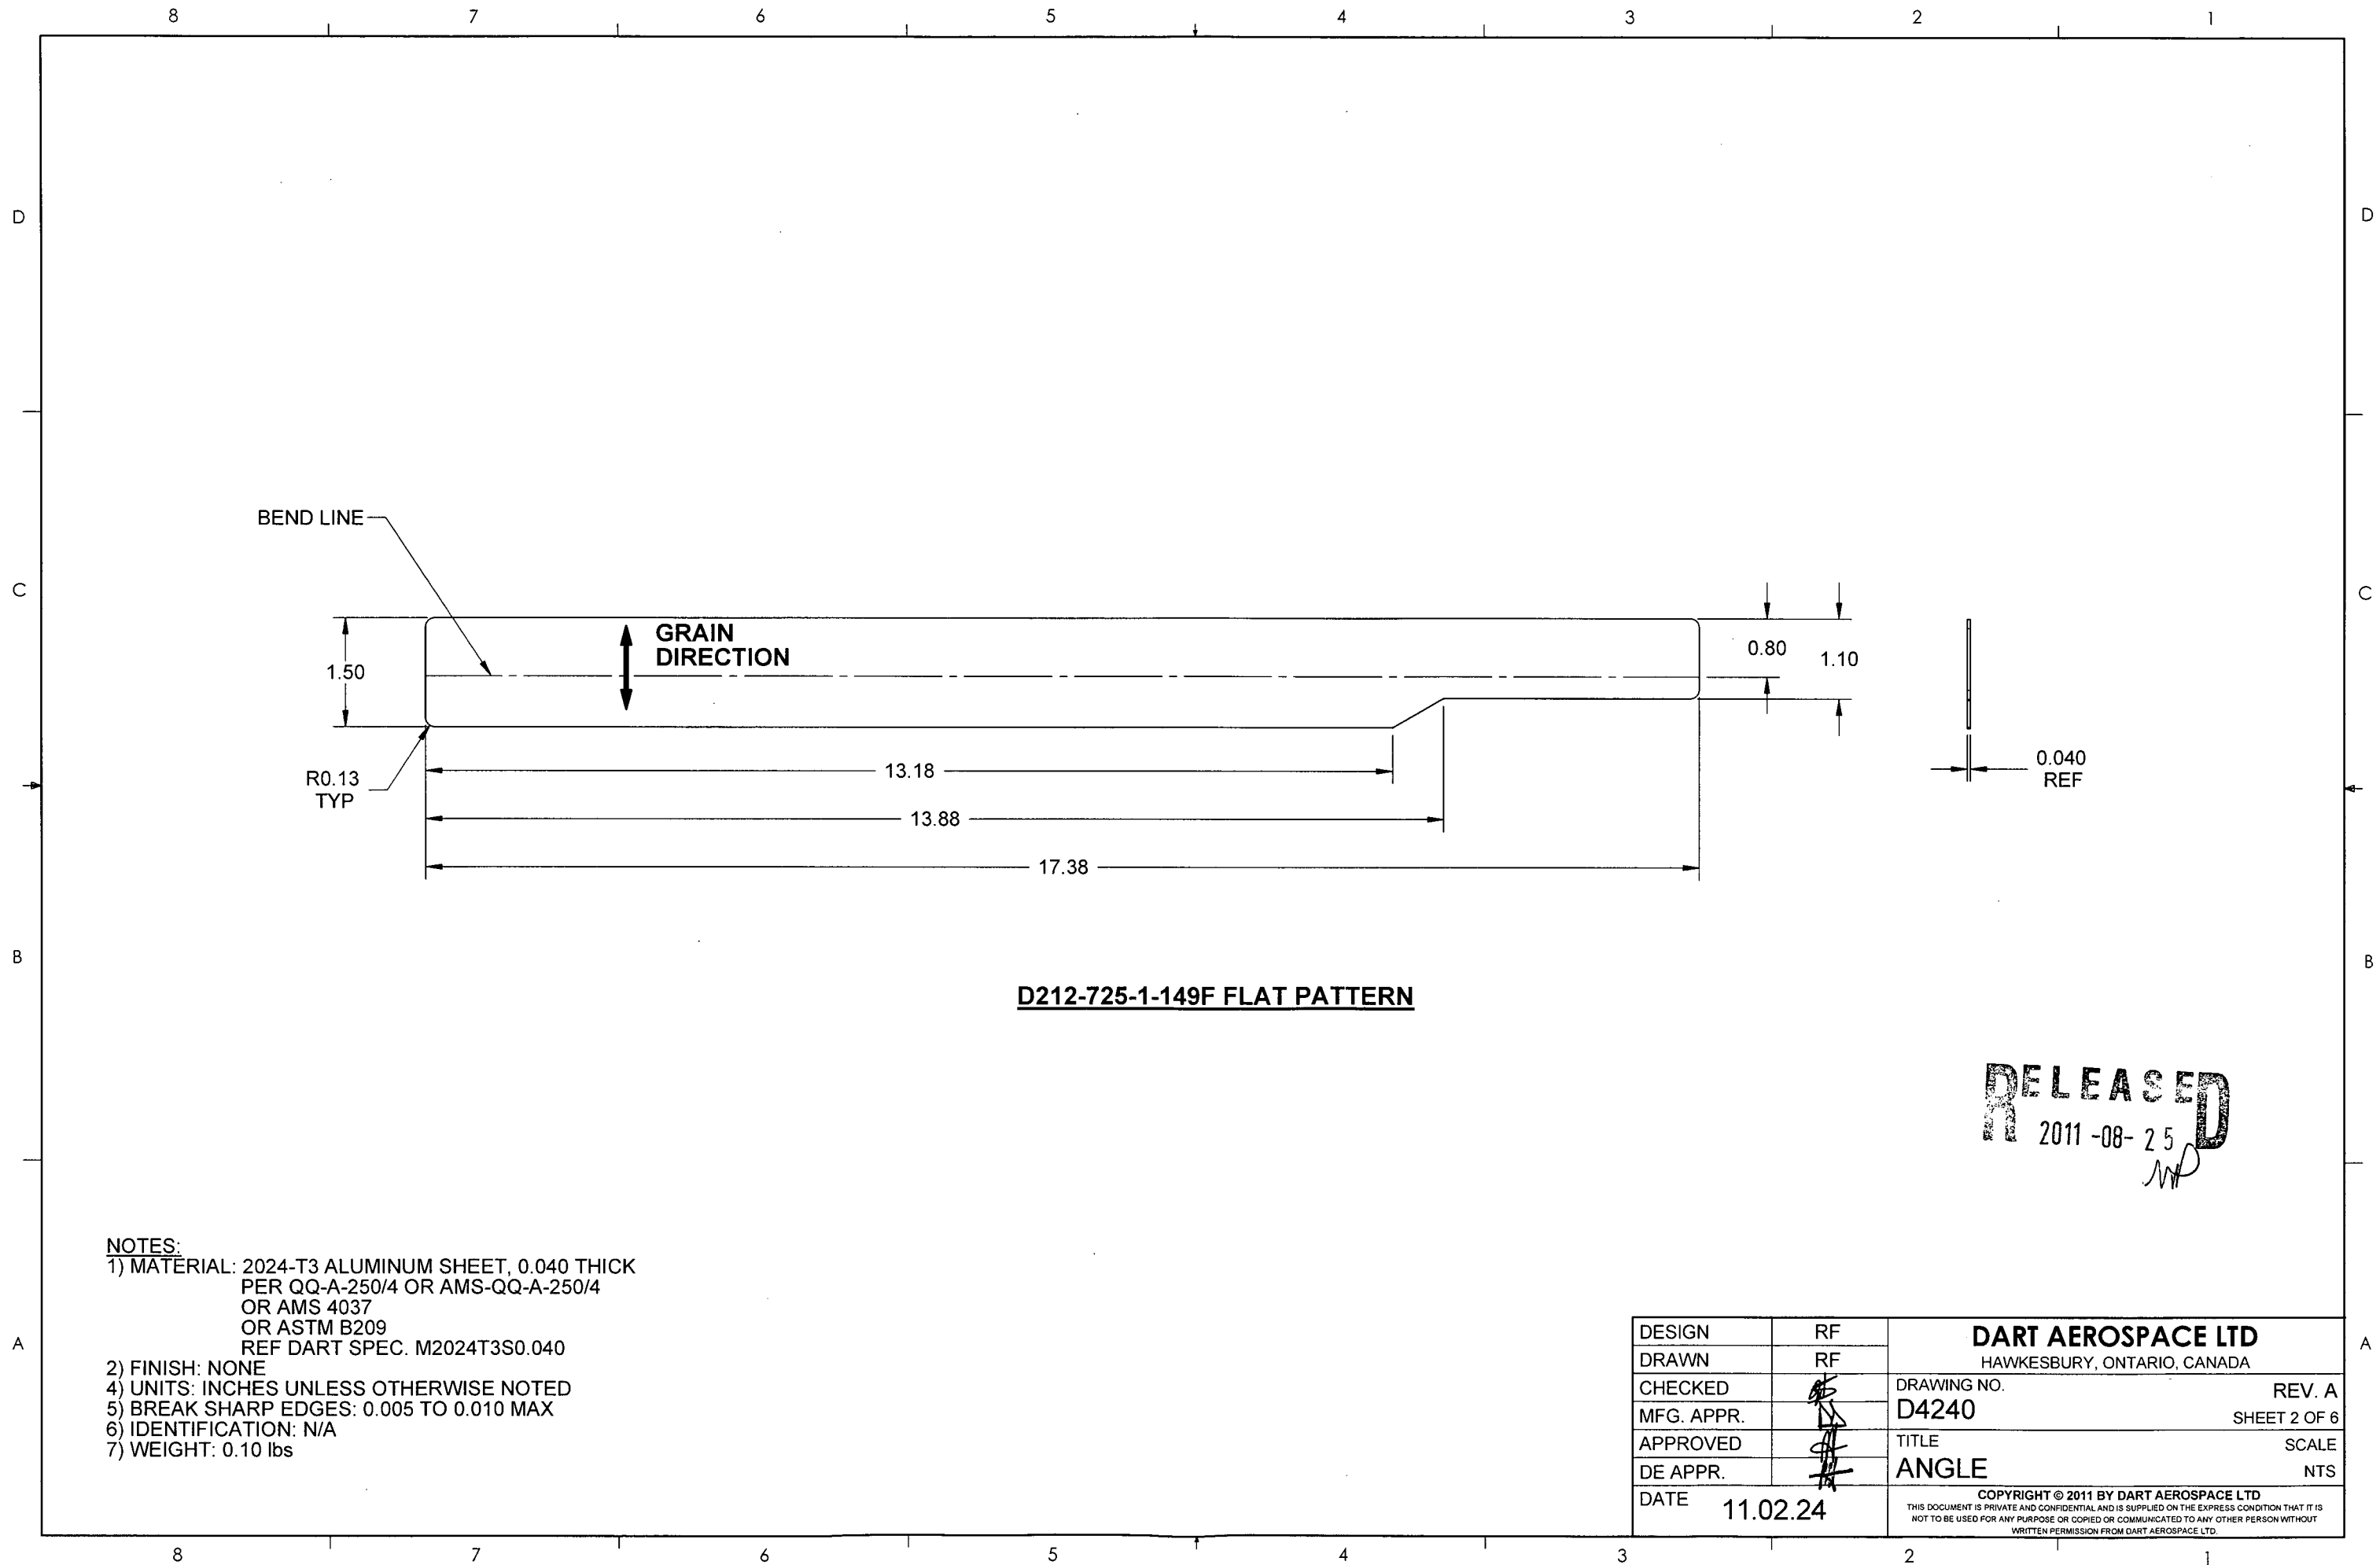 8 7 6 5 4 3 2 1
D D
BEND LINE
C C
GRAIN
DIRECTION
1.50
0.80
1.10
R0.13
TYP
13.18
0.040
REF
13.88
17.38
B B
D212-725-1-149F FLAT PATTERN
RELEASED
2011-08-25
NOTES:
1) MATERIAL: 2024-T3 ALUMINUM SHEET, 0.040 THICK
PER QQ-A-250/4 OR AMS-QQ-A-250/4
OR AMS 4037
OR ASTM B209
REF DART SPEC. M2024T3S0.040
2) FINISH: NONE
4) UNITS: INCHES UNLESS OTHERWISE NOTED
5) BREAK SHARP EDGES: 0.005 TO 0.010 MAX
6) IDENTIFICATION: N/A
7) WEIGHT: 0.10 lbs
A A
DESIGN RF
DRAWN RF
CHECKED
MFG. APPR.
APPROVED
DE APPR.
DATE 11.02.24
DART AEROSPACE LTD
HAWKESBURY, ONTARIO, CANADA
DRAWING NO. REV. A
D4240 SHEET 2 OF 6
TITLE SCALE
ANGLE NTS
COPYRIGHT © 2011 BY DART AEROSPACE LTD
THIS DOCUMENT IS PRIVATE AND CONFIDENTIAL AND IS SUPPLIED ON THE EXPRESS CONDITION THAT IT IS
NOT TO BE USED FOR ANY PURPOSE OR COPIED OR COMMUNICATED TO ANY OTHER PERSON WITHOUT
WRITTEN PERMISSION FROM DART AEROSPACE LTD.
8 7 6 5 4 3 2 1